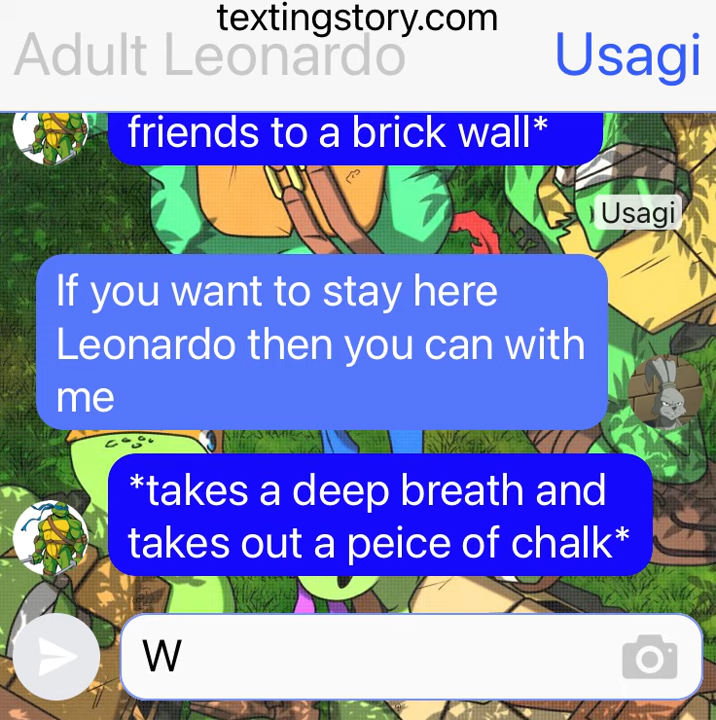 textingstory.com
Adult Leonardo
Usagi
friends to a brick wall*
Usagi
If you want to stay here
Leonardo then you can with
me
*takes a deep breath and
takes out a peice of chalk*
W